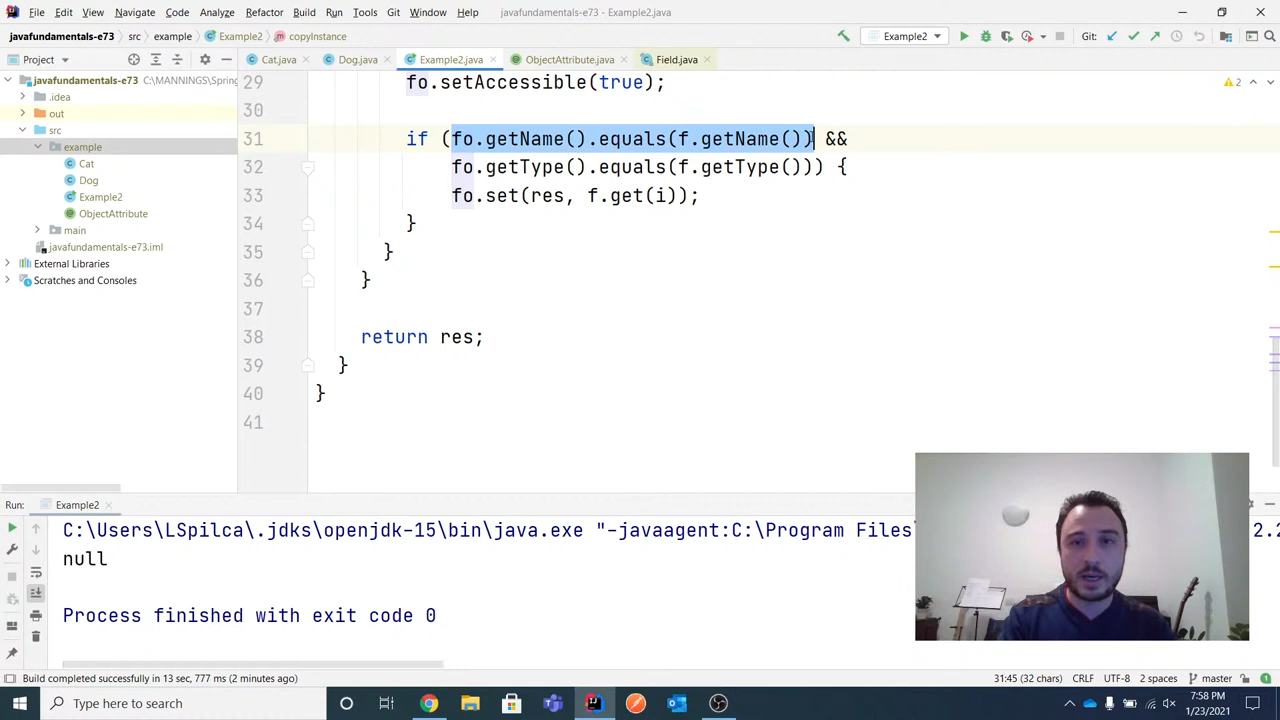 File Edit View Navigate Code Analyze Refactor Build Run Tools Git Window Help javafundamentals-e73 - Example2.java
javafundamentals-e73 src example Example2 copyInstance Example2 Git:
Project Cat.java Dog.java Example2.java ObjectAttribute.java Field.java
javafundamentals-e73 C:\MANNINGS\Spring
.idea
out
src
example
Cat
Dog
Example2
ObjectAttribute
main
javafundamentals-e73.iml
External Libraries
Scratches and Consoles
2
29 fo.setAccessible(true);
30
31 if (fo.getName().equals(f.getName()) &&
32 fo.getType().equals(f.getType())) {
33 fo.set(res, f.get(i));
34 }
35 }
36 }
37
38 return res;
39 }
40 }
41
Run: Example2
C:\Users\LSpilca\.jdks\openjdk-15\bin\java.exe "-javaagent:C:\Program Files\ 2.2
null
Process finished with exit code 0
Build completed successfully in 13 sec, 777 ms (2 minutes ago) 31:45 (32 chars) CRLF UTF-8 2 spaces master
Type here to search 7:58 PM
1/23/2021